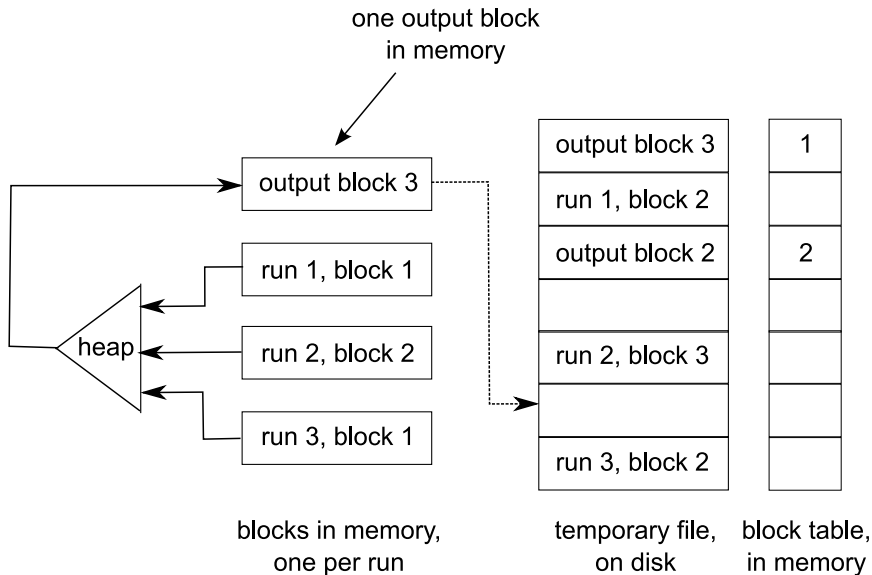 one output block
in memory
output block 3
run 1, block 1
heap
run 2, block 2
run 3, block 1
blocks in memory,
one per run
output block 3
run 1, block 2
output block 2
run 2, block 3
run 3, block 2
temporary file,
on disk
1
2
block table,
in memory